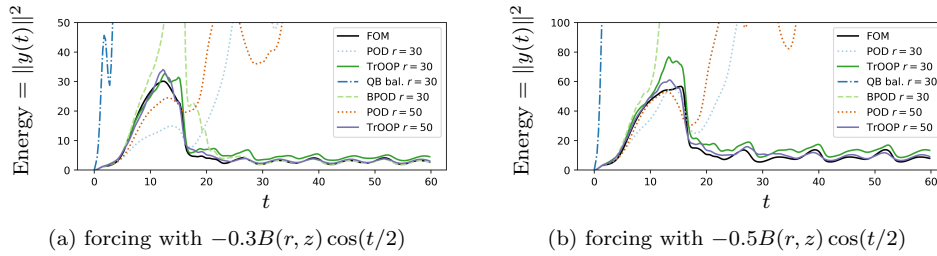 Energy = ||y(t)||²
50
40
30
20
10
0
0
10
20
30
40
50
60
t
FOM
POD r = 30
TrOOP r = 30
QB bal. r = 30
BPOD r = 30
POD r = 50
TrOOP r = 50
(a) forcing with −0.3B(r, z) cos(t/2)
Energy = ||y(t)||²
100
80
60
40
20
0
0
10
20
30
40
50
60
t
FOM
POD r = 30
TrOOP r = 30
QB bal. r = 30
BPOD r = 30
POD r = 50
TrOOP r = 50
(b) forcing with −0.5B(r, z) cos(t/2)